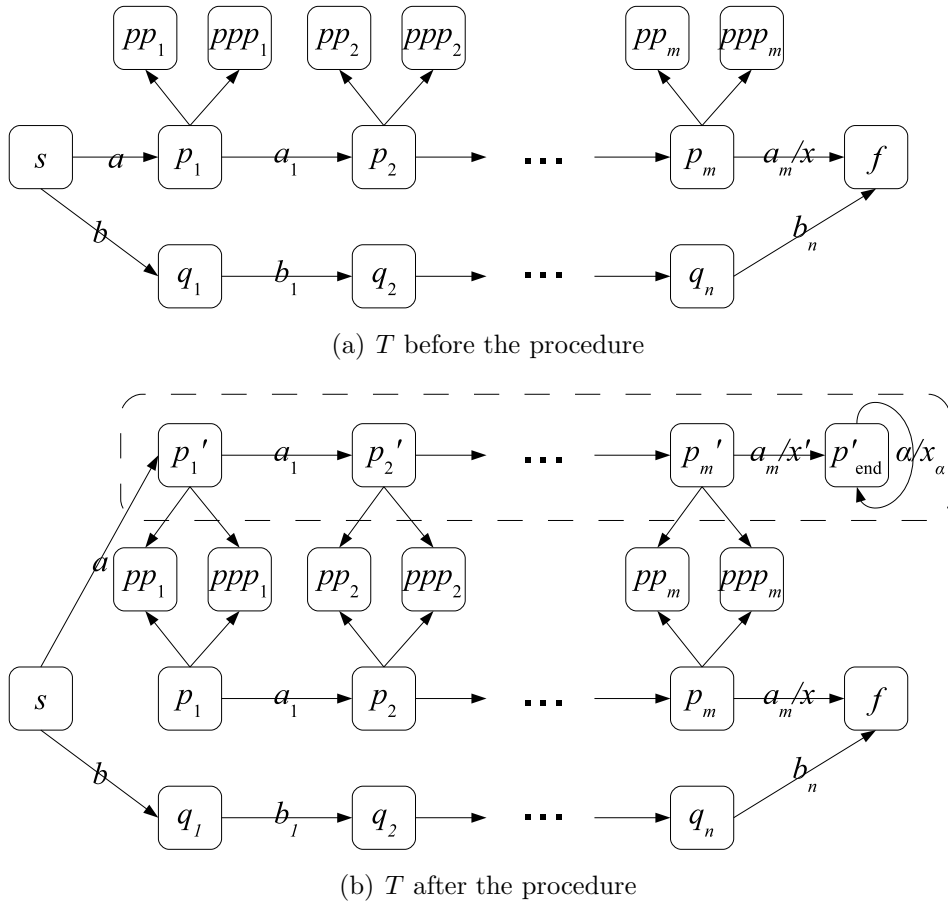 pp₁ ppp₁ pp₂ ppp₂ ppₘ pppₘ
s a p₁ a₁ p₂ ... pₘ aₘ/x f
b bₙ
q₁ b₁ q₂ ... qₙ
(a) T before the procedure
p₁' a₁ p₂' ... pₘ' aₘ/x' p'end α/xα
a pp₁ ppp₁ pp₂ ppp₂ ppₘ pppₘ
s p₁ a₁ p₂ ... pₘ aₘ/x f
b bₙ
q₁ b₁ q₂ ... qₙ
(b) T after the procedure